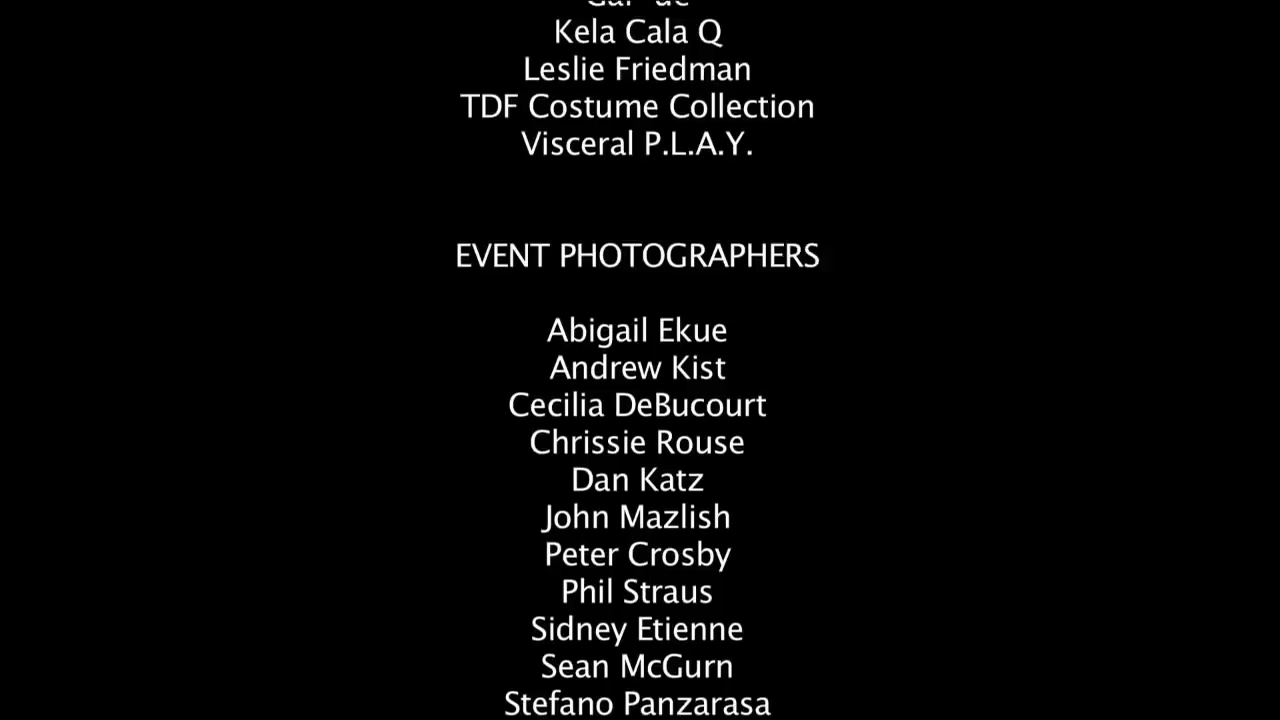 Kela Cala Q
Leslie Friedman
TDF Costume Collection
Visceral P.L.A.Y.
EVENT PHOTOGRAPHERS
Abigail Ekue
Andrew Kist
Cecilia DeBucourt
Chrissie Rouse
Dan Katz
John Mazlish
Peter Crosby
Phil Straus
Sidney Etienne
Sean McGurn
Stefano Panzarasa